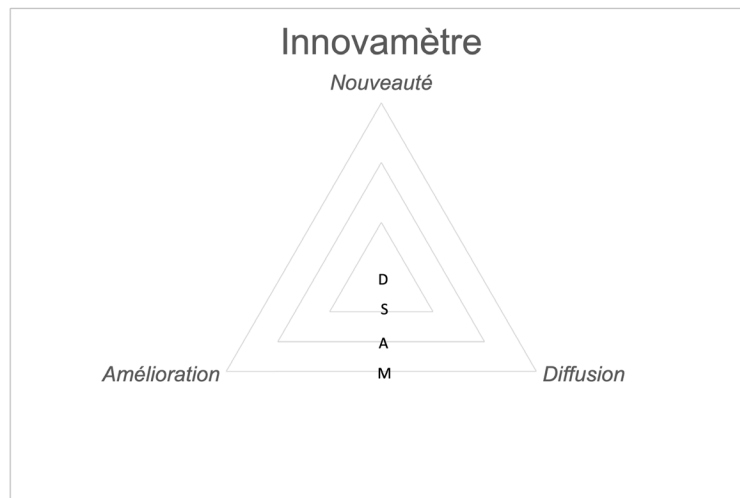 Innovamètre
Nouveauté
D
S
A
M
Amélioration
Diffusion